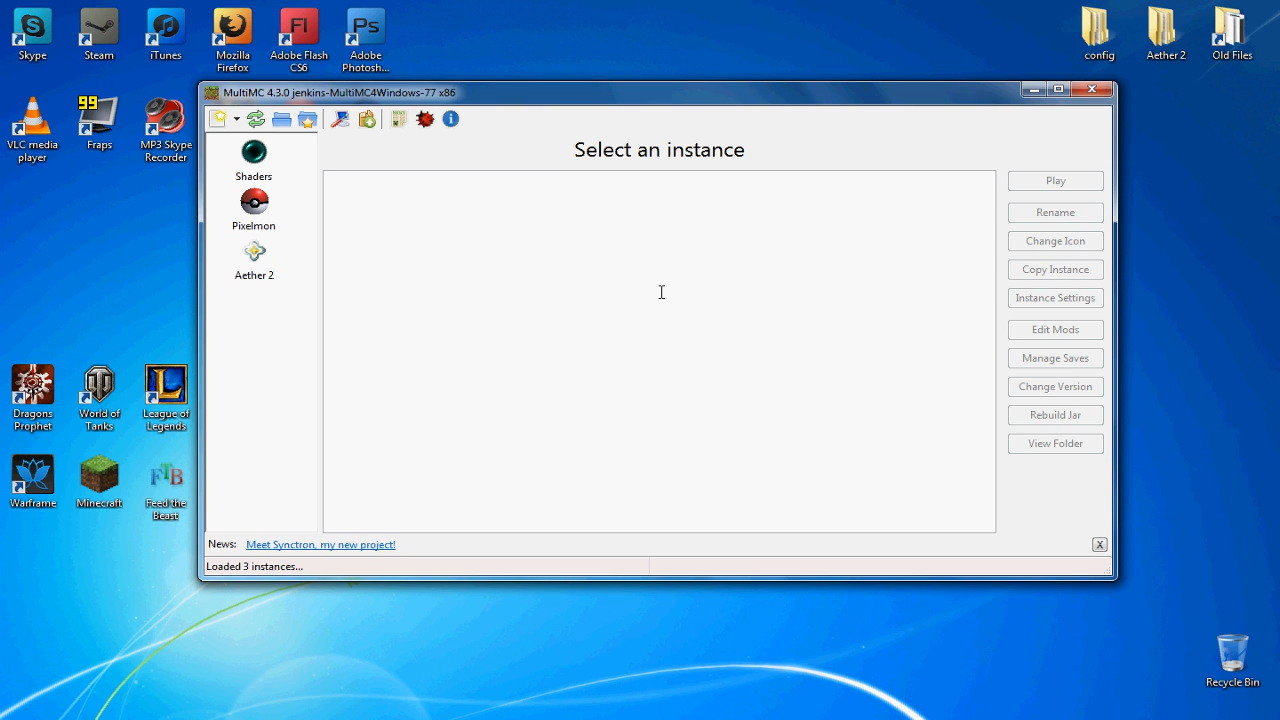 Skype
Steam
iTunes
Mozilla
Firefox
Fl
Adobe Flash
CS6
Ps
Adobe
Photosh...
config
Aether 2
Old Files
VLC media
player
99
Fraps
MP3 Skype
Recorder
MultiMC 4.3.0 jenkins-MultiMC4Windows-77 x86
Shaders
Pixelmon
Aether 2
Select an instance
Play
Rename
Change Icon
Copy Instance
Instance Settings
Edit Mods
Manage Saves
Change Version
Rebuild Jar
View Folder
News: Meet Synctron, my new project! X
Loaded 3 instances...
Dragons
Prophet
World of
Tanks
L
League of
Legends
Warframe
Minecraft
FTB
Feed the
Beast
Recycle Bin